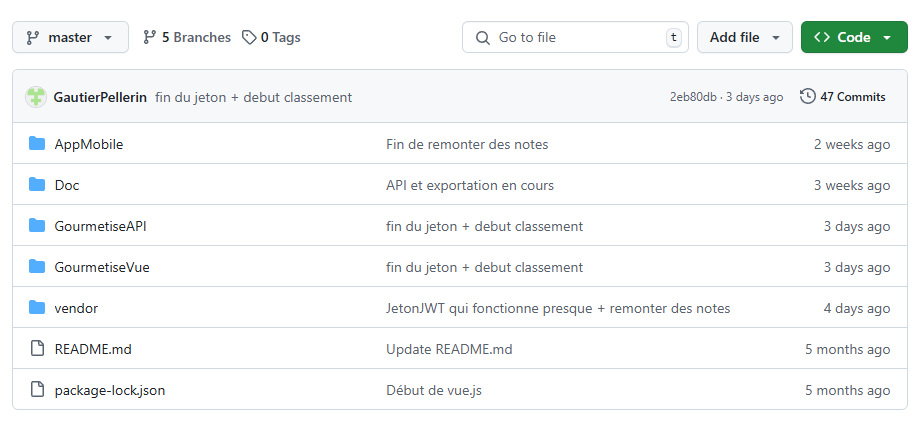 master 5 Branches 0 Tags Go to file t Add file Code
GautierPellerin fin du jeton + debut classement 2eb80db · 3 days ago 47 Commits
AppMobile Fin de remonter des notes 2 weeks ago
Doc API et exportation en cours 3 weeks ago
GourmetiseAPI fin du jeton + debut classement 3 days ago
GourmetiseVue fin du jeton + debut classement 3 days ago
vendor JetonJWT qui fonctionne presque + remonter des notes 4 days ago
README.md Update README.md 5 months ago
package-lock.json Début de vue.js 5 months ago